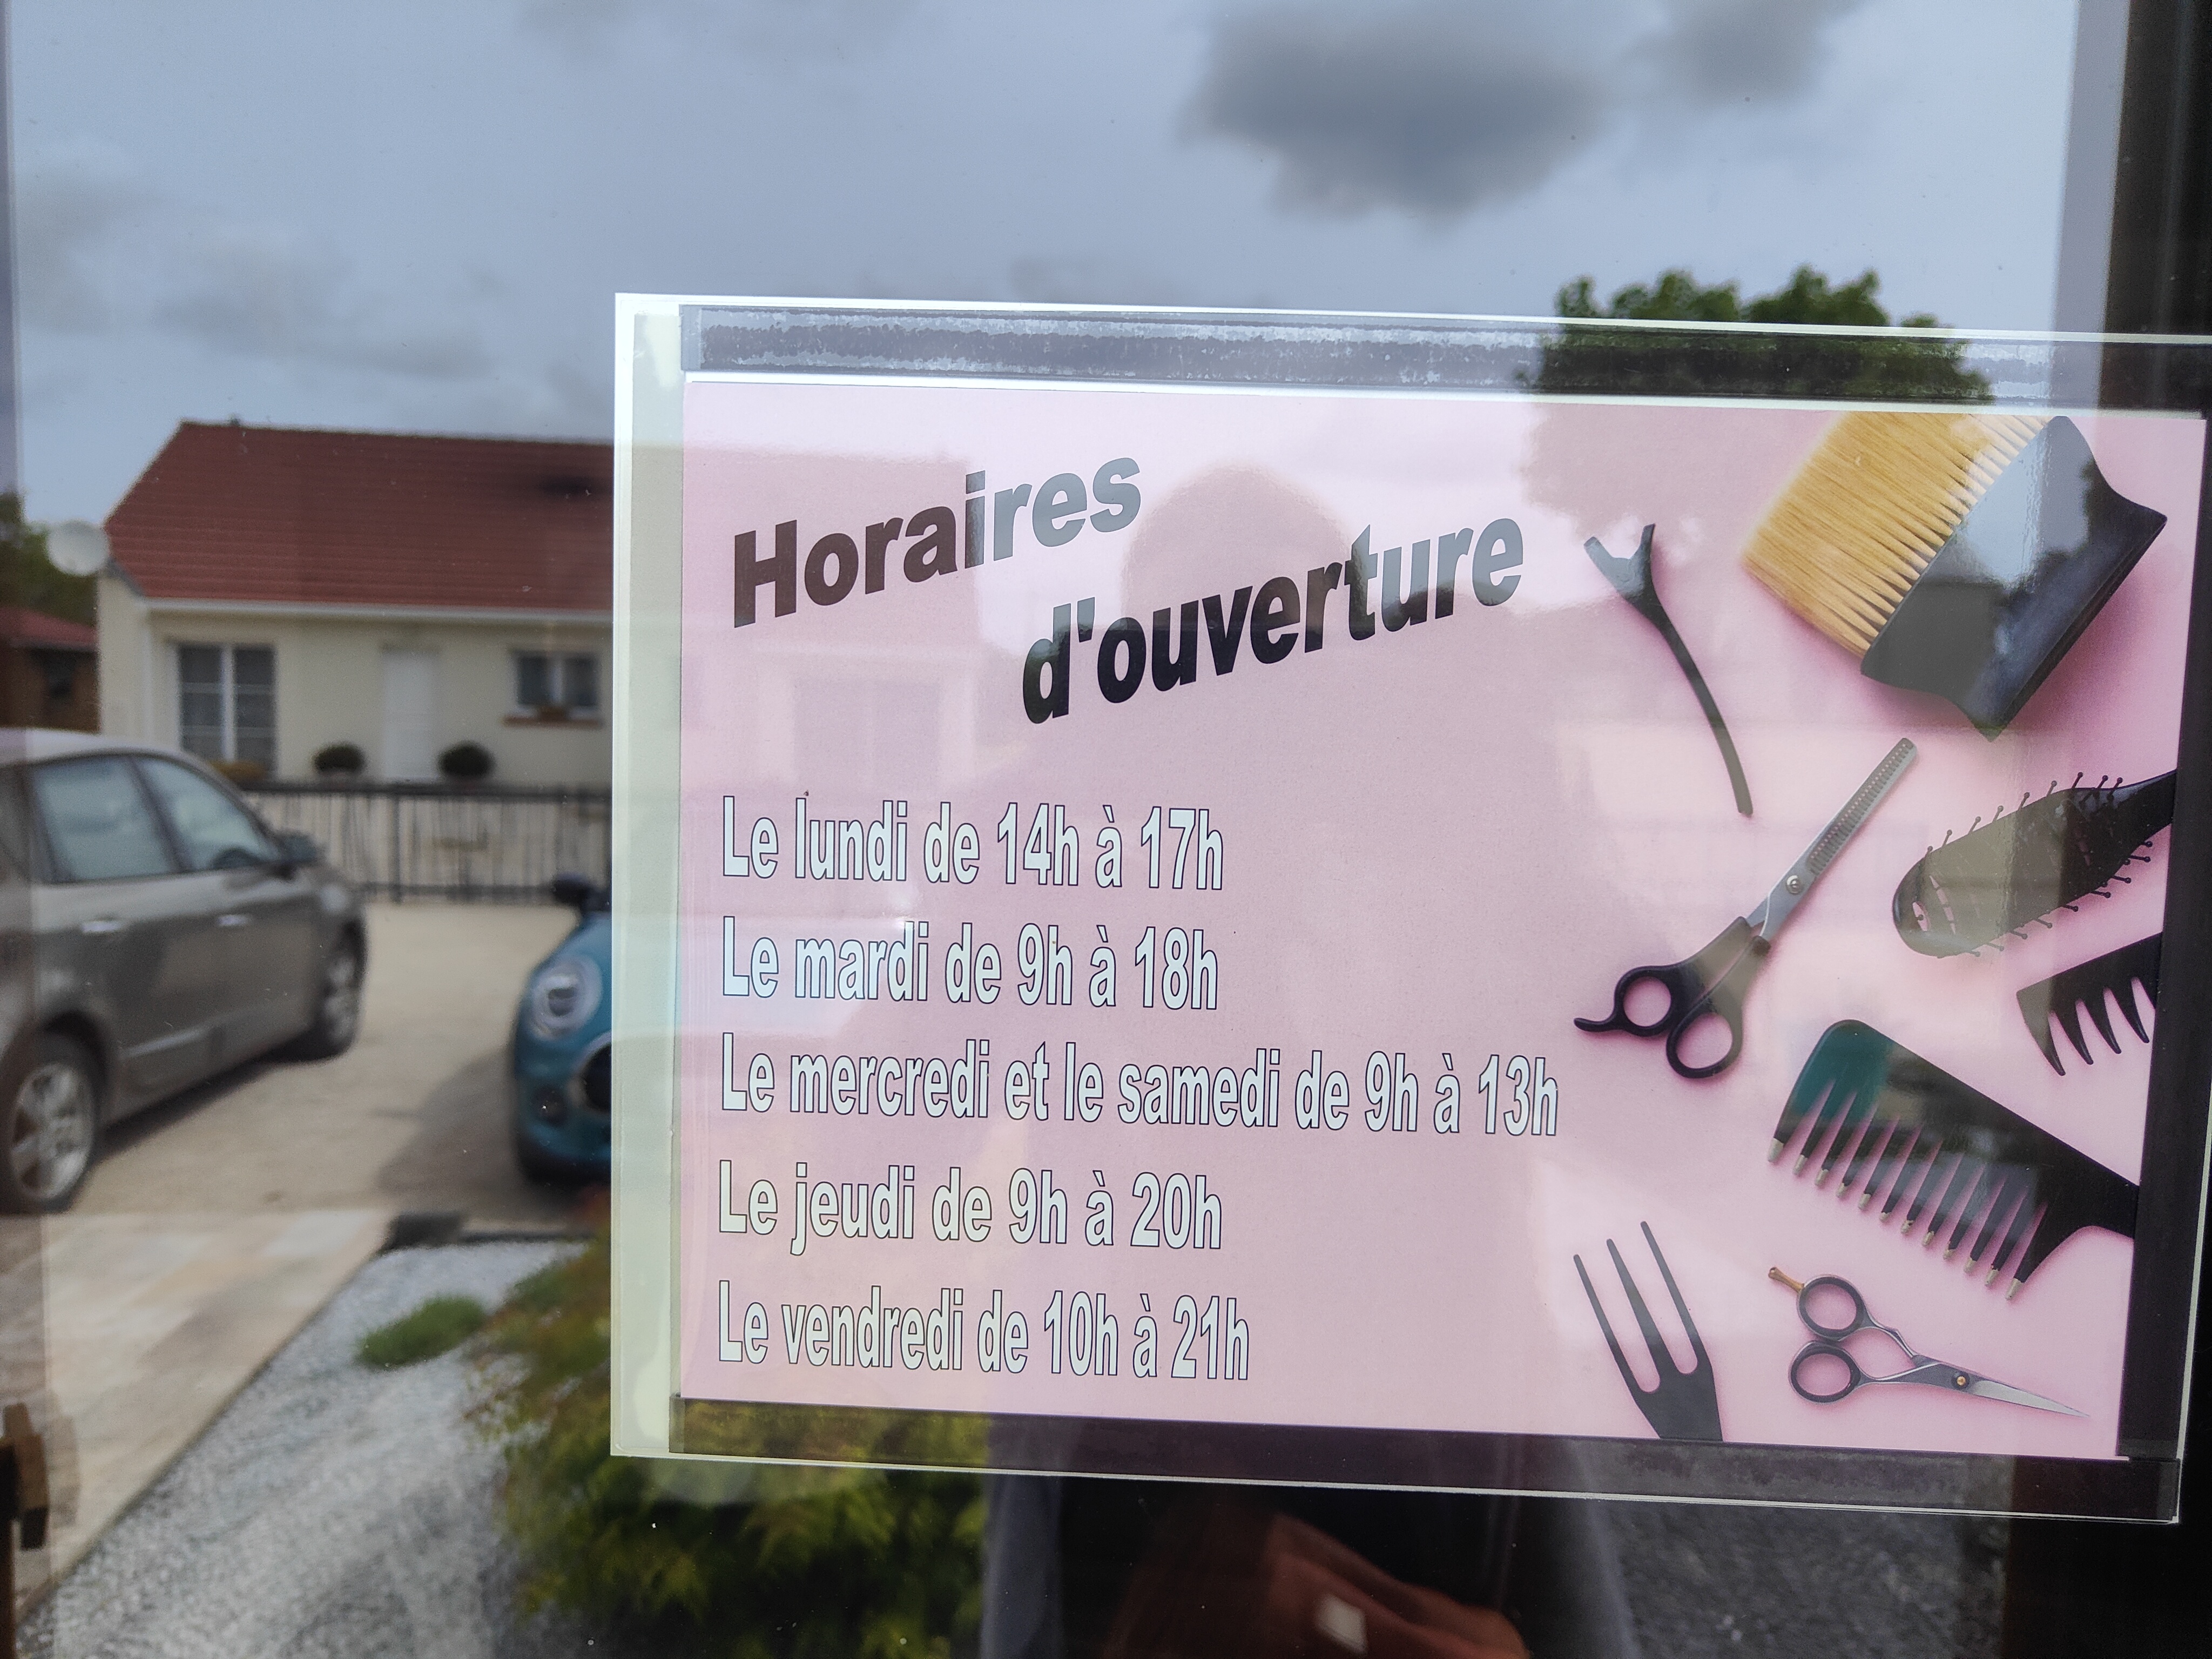 Horaires
d'ouverture
Le lundi de 14h à 17h
Le mardi de 9h à 18h
Le mercredi et le samedi de 9h à 13h
Le jeudi de 9h à 20h
Le vendredi de 10h à 21h